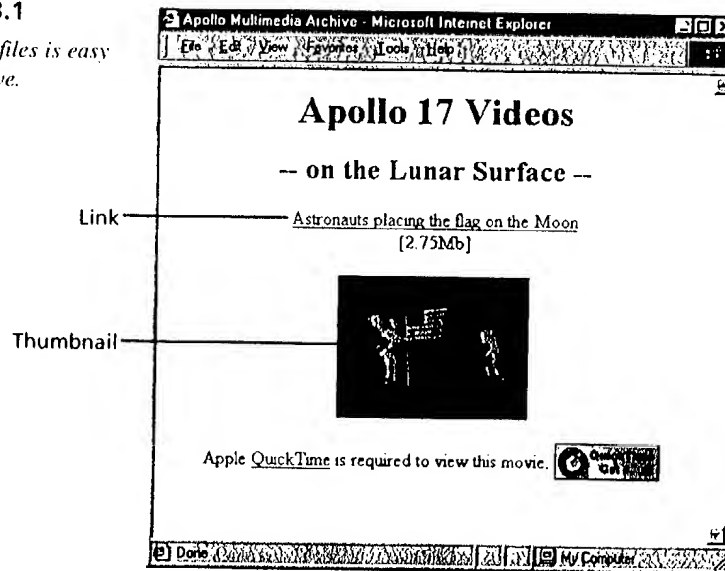 3.1
files is easy
ve.
Apollo Multimedia Archive - Microsoft Internet Explorer
File Edit View Favorites Tools Help
Apollo 17 Videos
-- on the Lunar Surface --
Link
Astronauts placing the flag on the Moon
[2.75Mb]
Thumbnail
Apple QuickTime is required to view this movie.
QuickTime
Done
My Computer